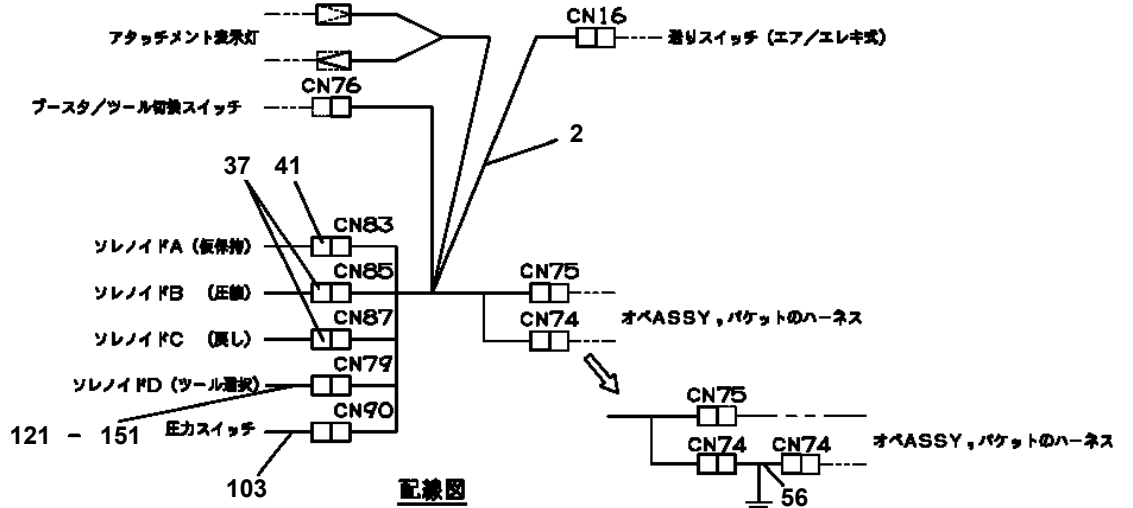 CN16
アタッチメント表示灯
送りスイッチ（エア／エレキ式）
CN76
ブースタ／ツール切換スイッチ
2
37 41
CN83
ソレノイドA（仮保持）
CN85
CN75
ソレノイドB （圧縮）
CN87
CN74
オペASSY，バケットのハーネス
ソレノイドC （戻し）
CN79
ソレノイドD（ツール選択）
CN75
CN90
121 - 151
圧力スイッチ
CN74
CN74
オペASSY，バケットのハーネス
103
配線図
56